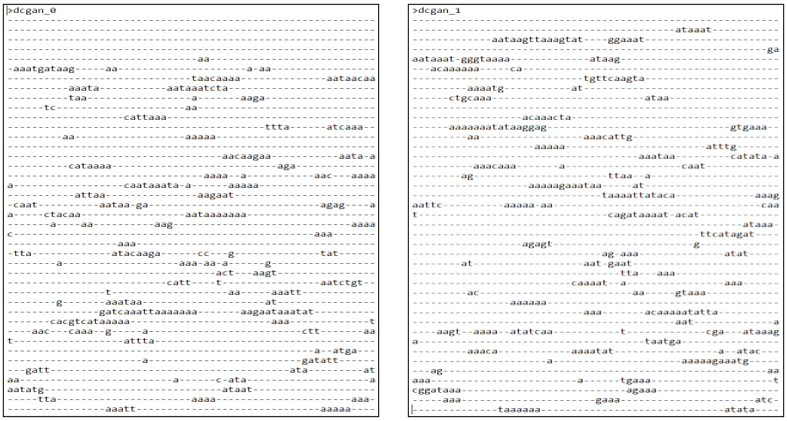 >dcgan_0
aa
-aaatgataag-----aa---------------------a-aa
taacaaaa--------------aataacaa
aaata-----------aataaatcta
taa-----------------a-------aaga
tc---------------------aa
cattaaa
ttta------atcaaa
aa------------------aaaaa
aacaagaa-----------aata-a
cataaaa---------------------------aga
aaaa--a----------aac--aaaa
a------------------caataaata-a------aaaaa
attaa---------------aagaat
-caat----------aataa-ga----------------------------agag---a
a-----ctacaa-----------------aataaaaaaa
a----aa----------aag-----------------------------aaaa
c-------------------------------------------------aaa
aaa
-tta-------------atacaaga------cc---g--------------tat
a-------------------aaa-aa-a------g
act---aagt
catt----t----------------aatctgt
t-------------------aa-----aaatt
g-------aaataa--------------------at
gatcaaattaaaaaaa-------aagaataaatat
cacgtcataaaaa-----------------------aaa-------------t
aac---caaa--g-----a-------------------------ctt-------aa
t------------------attta
a--atga
a-------------------------gatatt
gatt---------------------------------------ata---------at
aa-------------------------a------c-ata--------------------a
aatatg-----------------------------ataat
tta----------------------aaaa----------------------aaa
aaatt------------------------------aaaaa
>dcgan_1
ataaat
aataagttaaagtat----ggaaat
ga
aataaat-gggtaaaa-------------ataag
acaaaaaa-----ca
tgttcaagta
aaaatg-----------at
ctgcaaa-------------------------ataa
acaaacta
aaaaaaatataaggag------------------------------gtgaaa
aa-----------------aaacattg
aaaaa-----------------------atttg
aaataa---------catata-a
aaacaaa-------a-------------------caat
ag----------------------ttaa--a
aaaaagaaataa-----at
taaaattataca-------------aaag
aattc----------aaaaa-aa----------------------------------caa
t-------------------------------cagataaaat-acat
ataaa
ttcatagat
agagt-----------------------g
ag-aaa--------------atat
at------------------aat-gaat
tta---aaa
caaaat--a----------------aaa
ac-------------------------aa-----gtaaa
aaaaaa
aaa-------acaaaaatatta
aat--------------a
aagt--aaaa--atatcaa-----------t-------------cga---ataaag
a-------------------------------------taatga
aaaca------------aaaatat-----------------a--atac
a---------------------aaaaagaaatg
ag------------------------------------------------------aa
aaa------------------------a------tgaaa--------------------t
cggataaa---------------------------agaaa
aaa----------------------gaaa----------------------atc
taaaaaa------------------------------atata